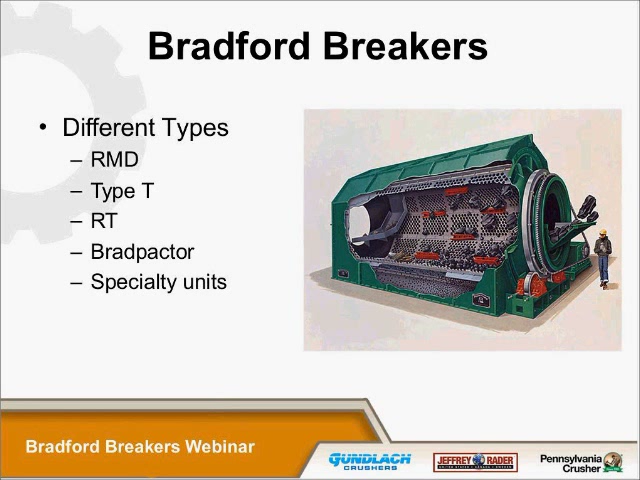 Bradford Breakers
• Different Types
– RMD
– Type T
– RT
– Bradpactor
– Specialty units
Bradford Breakers Webinar
GUNDLACH
CRUSHERS
JEFFREY RADER
Pennsylvania
Crusher